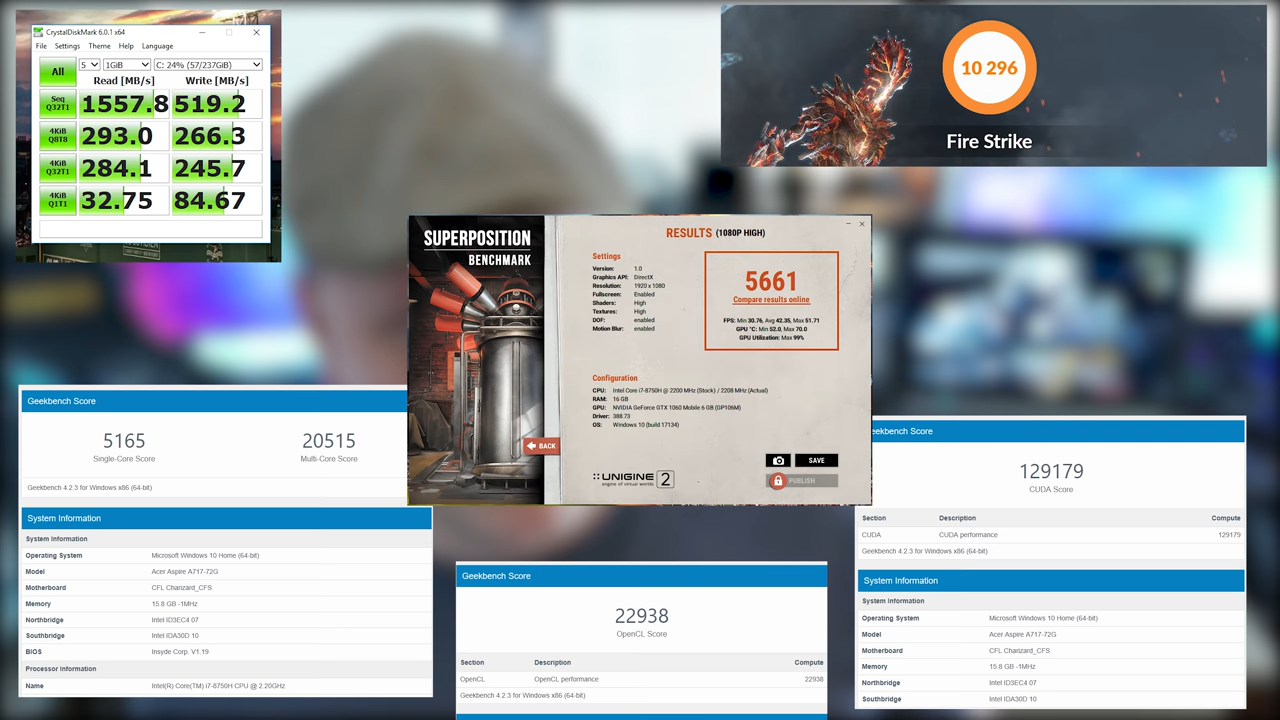 CrystalDiskMark 6.0.1 x64
File Settings Theme Help Language
All 5 1GiB C: 24% (57/237GiB)
Read [MB/s] Write [MB/s]
Seq Q32T1 1557.8 519.2
4KiB Q8T8 293.0 266.3
4KiB Q32T1 284.1 245.7
4KiB Q1T1 32.75 84.67
10 296
Fire Strike
SUPERPOSITION
BENCHMARK
RESULTS (1080P HIGH)
Settings
Version: 1.0
Graphics API: DirectX
Resolution: 1920 x 1080
Fullscreen: Enabled
Shaders: High
Textures: High
DOF: enabled
Motion Blur: enabled
5661
Compare results online
FPS: Min 30.76, Avg 42.35, Max 51.71
GPU °C: Min 52.0, Max 70.0
GPU Utilization: Max 99%
Configuration
CPU: Intel Core i7-8750H @ 2200 MHz (Stock) / 2208 MHz (Actual)
RAM: 16 GB
GPU: NVIDIA GeForce GTX 1060 Mobile 6 GB (GP106M)
Driver: 388.73
OS: Windows 10 (build 17134)
BACK
SAVE
UNIGINE 2
engine of virtual worlds
PUBLISH
Geekbench Score
5165 20515
Single-Core Score Multi-Core Score
Geekbench 4.2.3 for Windows x86 (64-bit)
System Information
System Information
Operating System Microsoft Windows 10 Home (64-bit)
Model Acer Aspire A717-72G
Motherboard CFL Charizard_CFS
Memory 15.8 GB -1MHz
Northbridge Intel ID3EC4 07
Southbridge Intel IDA30D 10
BIOS Insyde Corp. V1.19
Processor Information
Name Intel(R) Core(TM) i7-8750H CPU @ 2.20GHz
Geekbench Score
22938
OpenCL Score
Section Description Compute
OpenCL OpenCL performance 22938
Geekbench 4.2.3 for Windows x86 (64-bit)
eekbench Score
129179
CUDA Score
Section Description Compute
CUDA CUDA performance 129179
Geekbench 4.2.3 for Windows x86 (64-bit)
System Information
System Information
Operating System Microsoft Windows 10 Home (64-bit)
Model Acer Aspire A717-72G
Motherboard CFL Charizard_CFS
Memory 15.8 GB -1MHz
Northbridge Intel ID3EC4 07
Southbridge Intel IDA30D 10